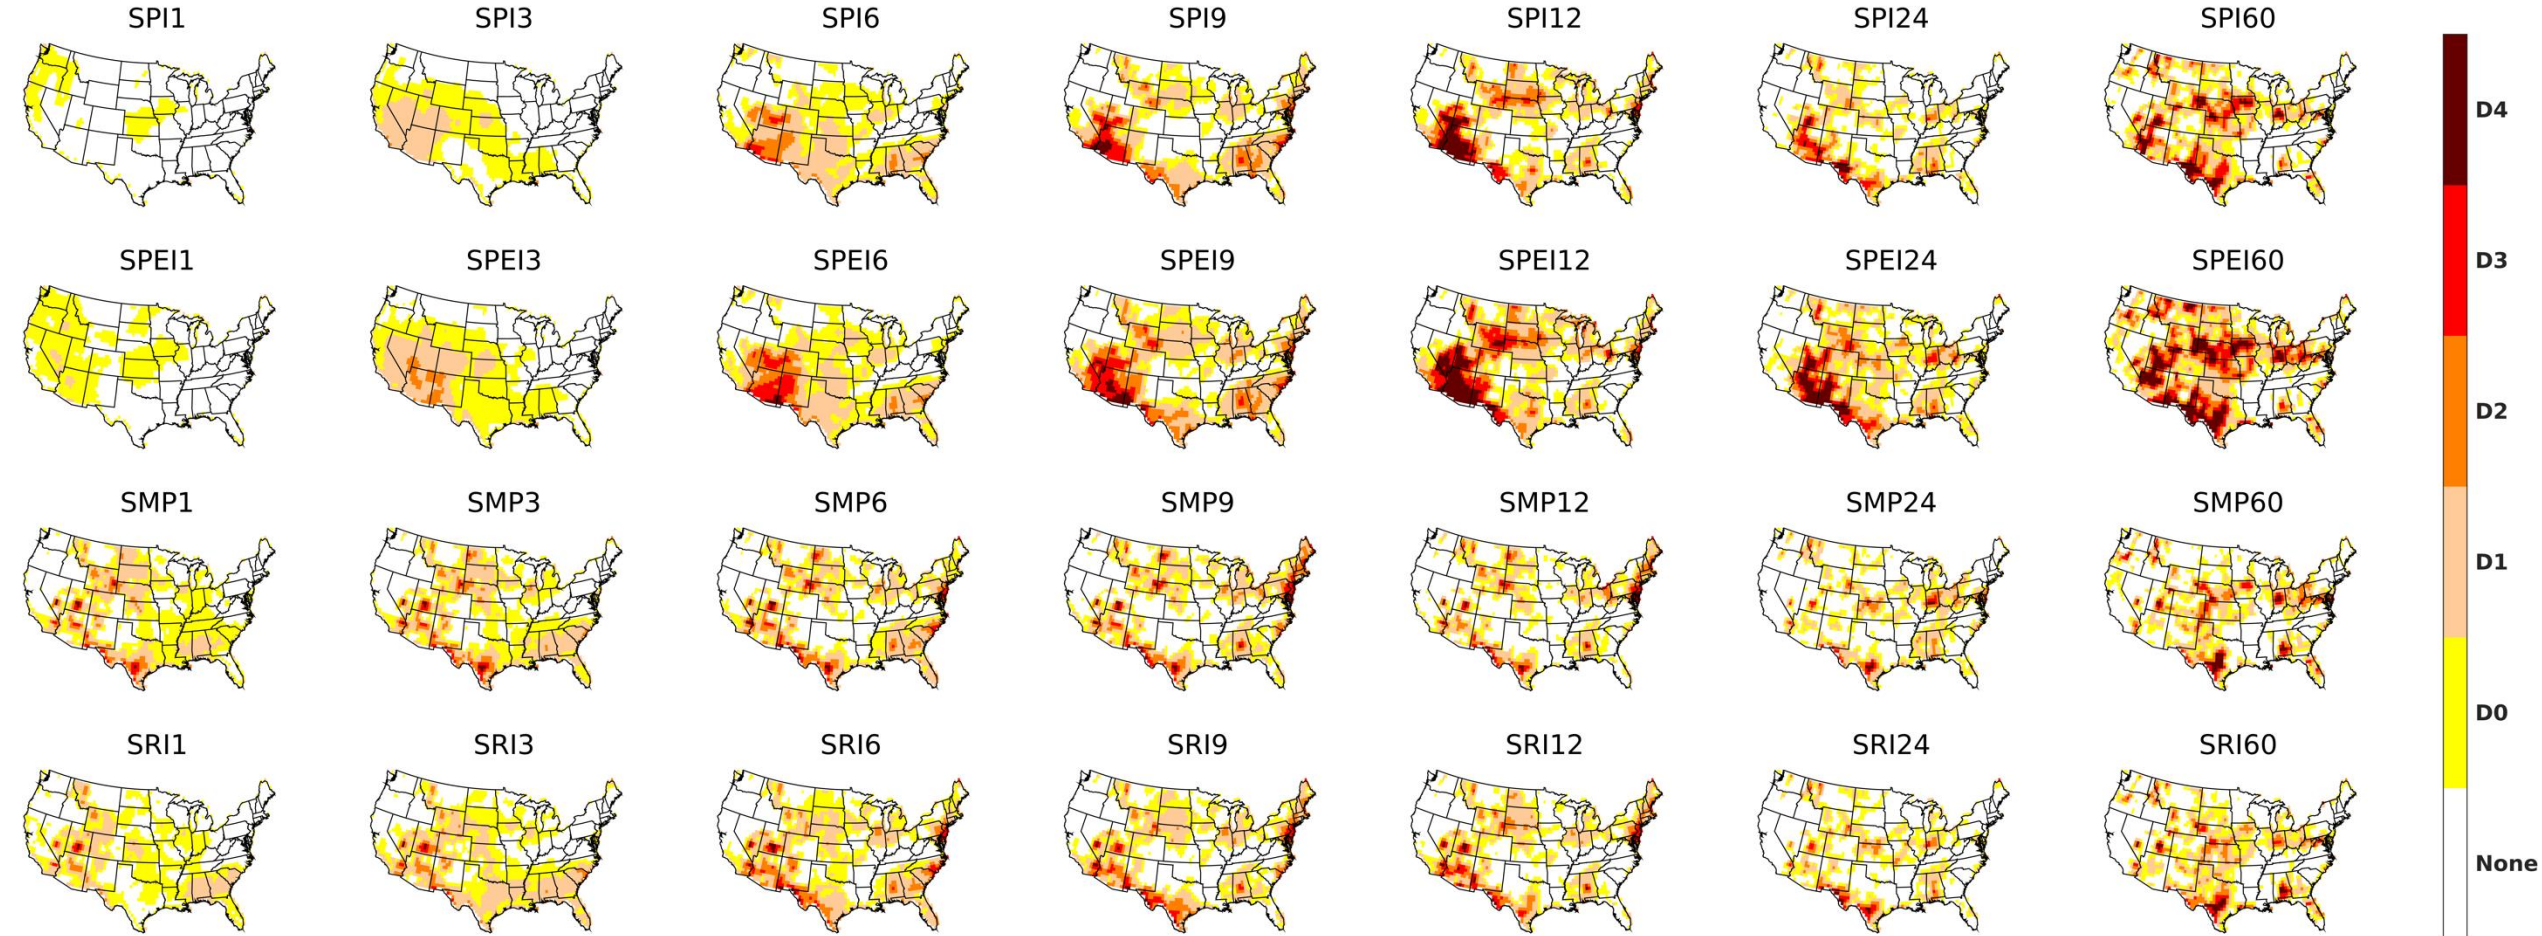 SPI1 SPI3 SPI6 SPI9 SPI12 SPI24 SPI60
D4
SPEI1 SPEI3 SPEI6 SPEI9 SPEI12 SPEI24 SPEI60
D3
D2
SMP1 SMP3 SMP6 SMP9 SMP12 SMP24 SMP60
D1
D0
SRI1 SRI3 SRI6 SRI9 SRI12 SRI24 SRI60
None